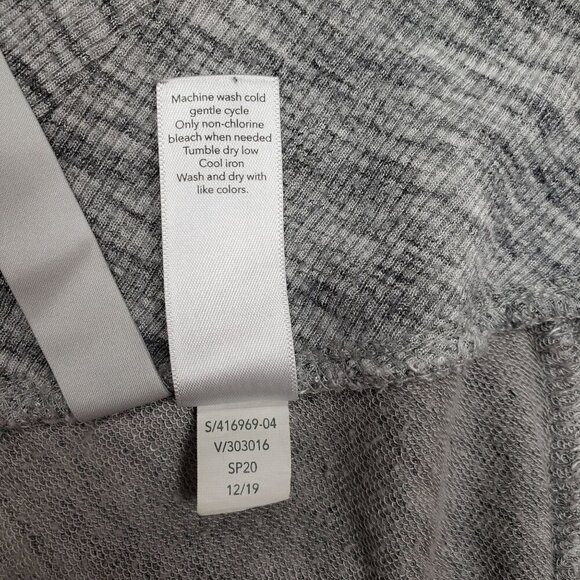 Machine wash cold
gentle cycle
Only non-chlorine
bleach when needed
Tumble dry low
Cool iron
Wash and dry with
like colors.
S/416969-04
V/303016
SP20
12/19